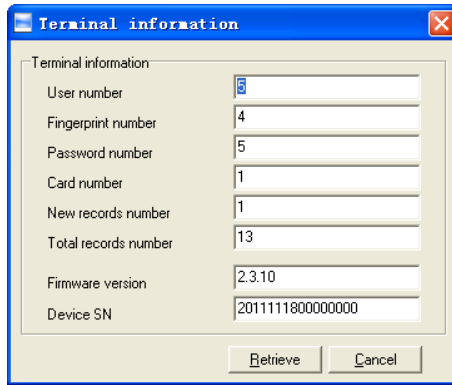 Terminal information
Terminal information
User number 5
Fingerprint number 4
Password number 5
Card number 1
New records number 1
Total records number 13
Firmware version 2.3.10
Device SN 2011111800000000
Retrieve Cancel